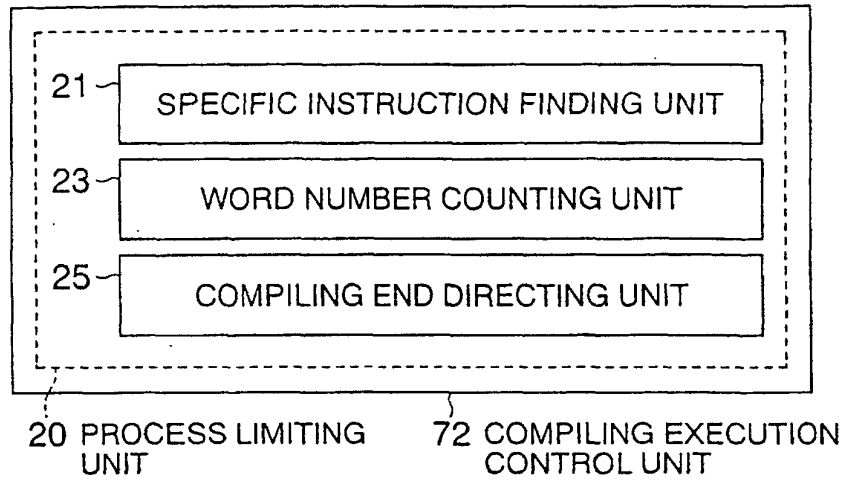 21 SPECIFIC INSTRUCTION FINDING UNIT
23 WORD NUMBER COUNTING UNIT
25 COMPILING END DIRECTING UNIT
20 PROCESS LIMITING
UNIT
72 COMPILING EXECUTION
CONTROL UNIT